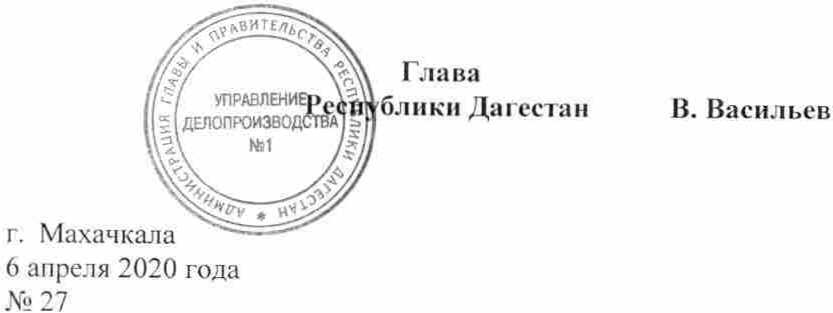 Глава
Республики Дагестан В. Васильев
АДМИНИСТРАЦИЯ ГЛАВЫ И ПРАВИТЕЛЬСТВА РЕСПУБЛИКИ ДАГЕСТАН *
УПРАВЛЕНИЕ
ДЕЛОПРОИЗВОДСТВА
№1
г. Махачкала
6 апреля 2020 года
№ 27